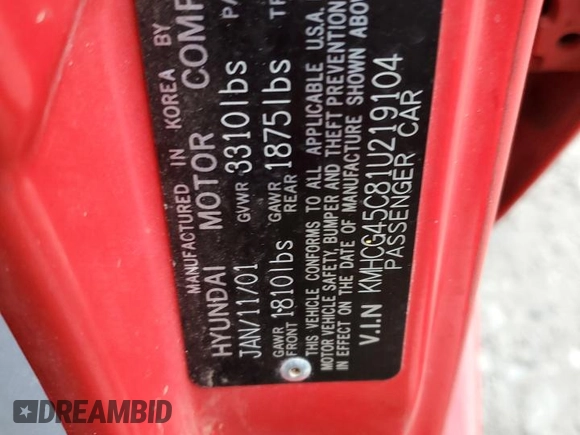 MANUFACTURED IN KOREA BY
HYUNDAI MOTOR COMP
JAN/11/01 GVWR 3310lbs
GAWR FRONT 1810lbs GAWR REAR 1875lbs
THIS VEHICLE CONFORMS TO ALL APPLICABLE U.S.A.
MOTOR VEHICLE SAFETY, BUMPER AND THEFT PREVENTION
IN EFFECT ON THE DATE OF MANUFACTURE SHOWN ABOVE
V.I.N KMHCG45C81U219104
PASSENGER CAR
DREAMBID